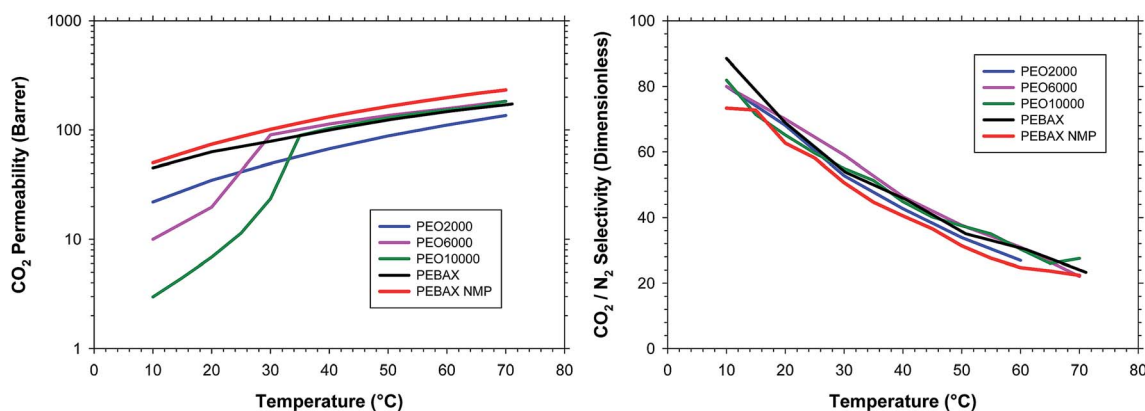 CO2 Permeability (Barrer)
1000
100
10
1
0 10 20 30 40 50 60 70 80
Temperature (°C)
PEO2000
PEO6000
PEO10000
PEBAX
PEBAX NMP
CO2 / N2 Selectivity (Dimensionless)
100
80
60
40
20
0
0 10 20 30 40 50 60 70 80
Temperature (°C)
PEO2000
PEO6000
PEO10000
PEBAX
PEBAX NMP